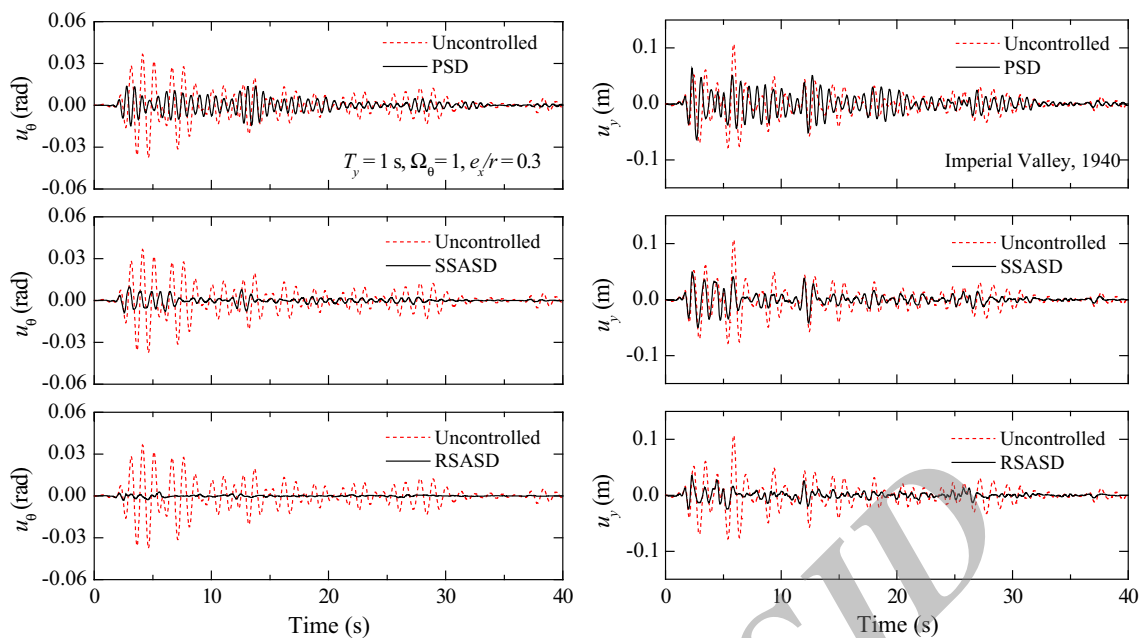 0.06
0.03
0.00
-0.03
-0.06
u_θ (rad)
Uncontrolled
PSD
T_y = 1 s, Ω_θ = 1, e_x/r = 0.3
0.1
0.0
-0.1
u_y (m)
Uncontrolled
PSD
Imperial Valley, 1940
0.06
0.03
0.00
-0.03
-0.06
u_θ (rad)
Uncontrolled
SSASD
0.1
0.0
-0.1
u_y (m)
Uncontrolled
SSASD
0.06
0.03
0.00
-0.03
-0.06
u_θ (rad)
Uncontrolled
RSASD
0 10 20 30 40
Time (s)
0.1
0.0
-0.1
u_y (m)
Uncontrolled
RSASD
0 10 20 30 40
Time (s)
SID